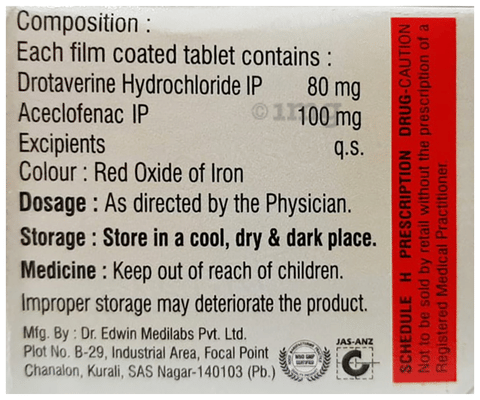 Composition :
Each film coated tablet contains :
Drotaverine Hydrochloride IP 80 mg
Aceclofenac IP 100 mg
Excipients q.s.
Colour : Red Oxide of Iron
Dosage : As directed by the Physician.
Storage : Store in a cool, dry & dark place.
Medicine : Keep out of reach of children.
Improper storage may deteriorate the product.
Mfg. By : Dr. Edwin Medilabs Pvt. Ltd.
Plot No. B-29, Industrial Area, Focal Point
Chanalon, Kurali, SAS Nagar-140103 (Pb.)
WHO GMP
CERTIFIED
JAS-ANZ
SCHEDULE H PRESCRIPTION DRUG-CAUTION
Not to be sold by retail without the prescription of a
Registered Medical Practitioner
© 1mg